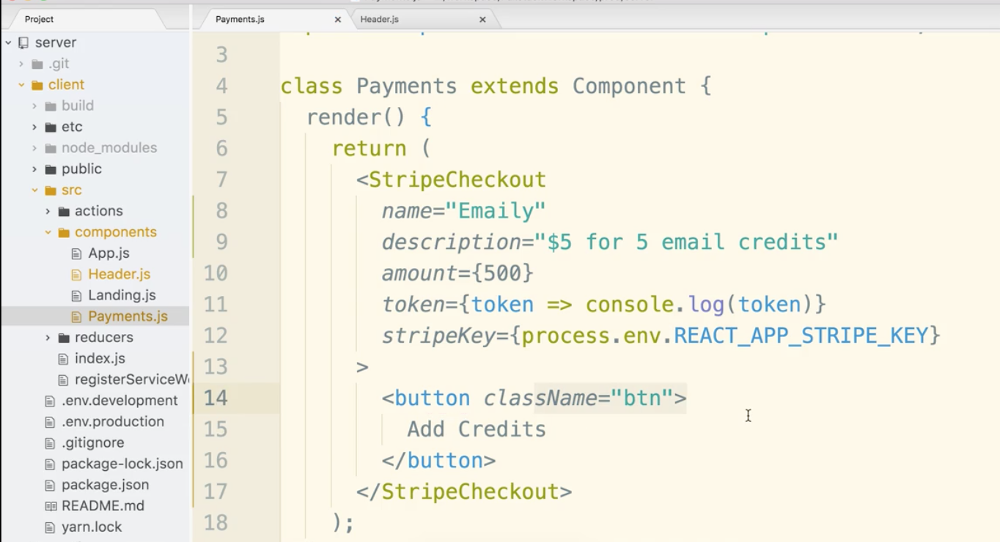 Project
server
.git
client
build
etc
node_modules
public
src
actions
components
App.js
Header.js
Landing.js
Payments.js
reducers
index.js
registerServiceWo
.env.development
.env.production
.gitignore
package-lock.json
package.json
README.md
yarn.lock
Payments.js × Header.js ×
3
4 class Payments extends Component {
5 render() {
6 return (
7 <StripeCheckout
8 name="Emaily"
9 description="$5 for 5 email credits"
10 amount={500}
11 token={token => console.log(token)}
12 stripeKey={process.env.REACT_APP_STRIPE_KEY}
13 >
14 <button className="btn">
15 Add Credits
16 </button>
17 </StripeCheckout>
18 );